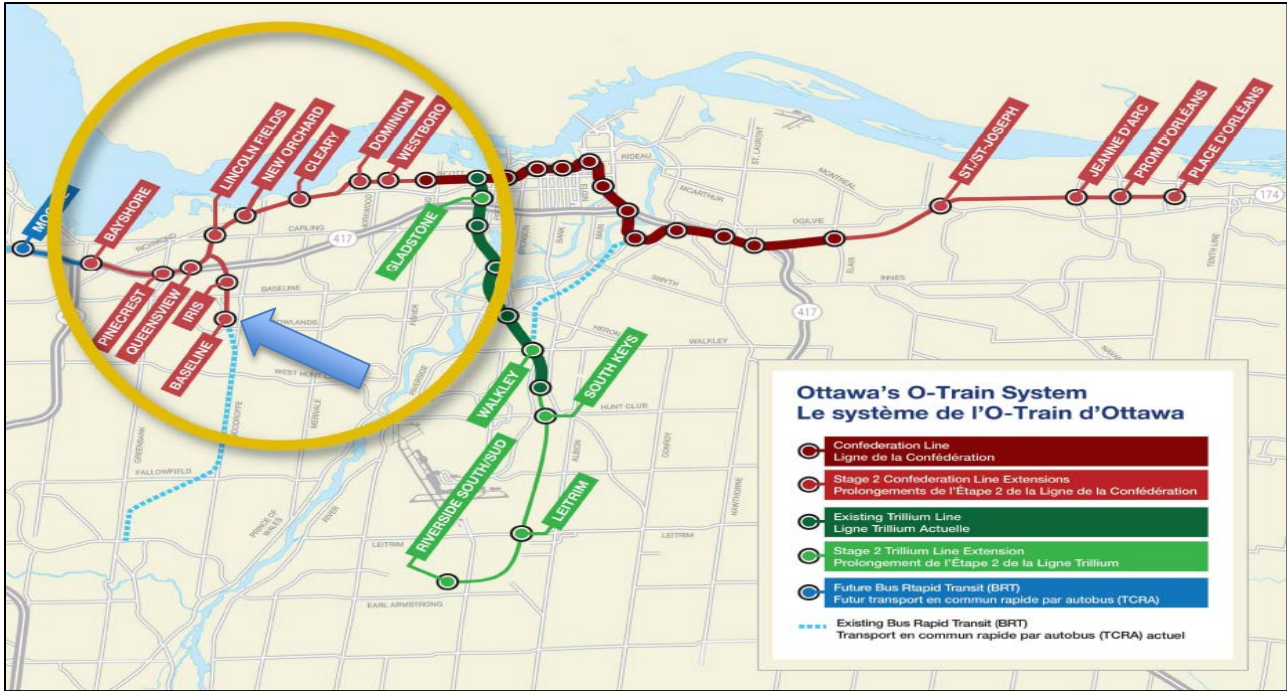 LINCOLN FIELDS
NEW ORCHARD
CLEARY
DOMINION
WESTBORO
ST./ST-JOSEPH
JEANNE D'ARC
PROM D'ORLÉANS
PLACE D'ORLÉANS
BAYSHORE
PINECREST
QUEENSVIEW
IRIS
BASELINE
GLADSTONE
WALKLEY
SOUTH KEYS
RIVERSIDE SOUTH/SUD
LEITRIM
RICHMOND
CARLING
417
BASELINE
FISHER
SCOTT
BRONSON
BANK
ELGIN
MAIN
RIDEAU
ST. LAURENT
MCARTHUR
MONTREAL
OGILVIE
BLAIR
INNES
174
TENTH LINE
417
SMYTH
HERON
WALKLEY
RIVERSIDE
HUNT CLUB
ALBION
CONROY
HAWTHORNE
MERIVALE
GREENBANK
FALLOWFIELD
PRINCE OF
WALES
RIVER
LEITRIM
LEITRIM
EARL ARMSTRONG
Ottawa's O-Train System
Le système de l'O-Train d'Ottawa
Confederation Line
Ligne de la Confédération
Stage 2 Confederation Line Extensions
Prolongements de l'Étape 2 de la Ligne de la Confédération
Existing Trillium Line
Ligne Trillium Actuelle
Stage 2 Trillium Line Extension
Prolongement de l'Étape 2 de la Ligne Trillium
Future Bus Rtapid Transit (BRT)
Futur transport en commun rapide par autobus (TCRA)
Existing Bus Rapid Transit (BRT)
Transport en commun rapide par autobus (TCRA) actuel